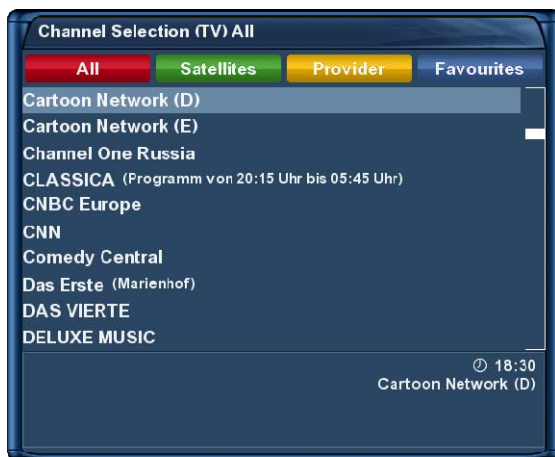 Channel Selection (TV) All
All Satellites Provider Favourites
Cartoon Network (D)
Cartoon Network (E)
Channel One Russia
CLASSICA (Programm von 20:15 Uhr bis 05:45 Uhr)
CNBC Europe
CNN
Comedy Central
Das Erste (Marienhof)
DAS VIERTE
DELUXE MUSIC
18:30
Cartoon Network (D)